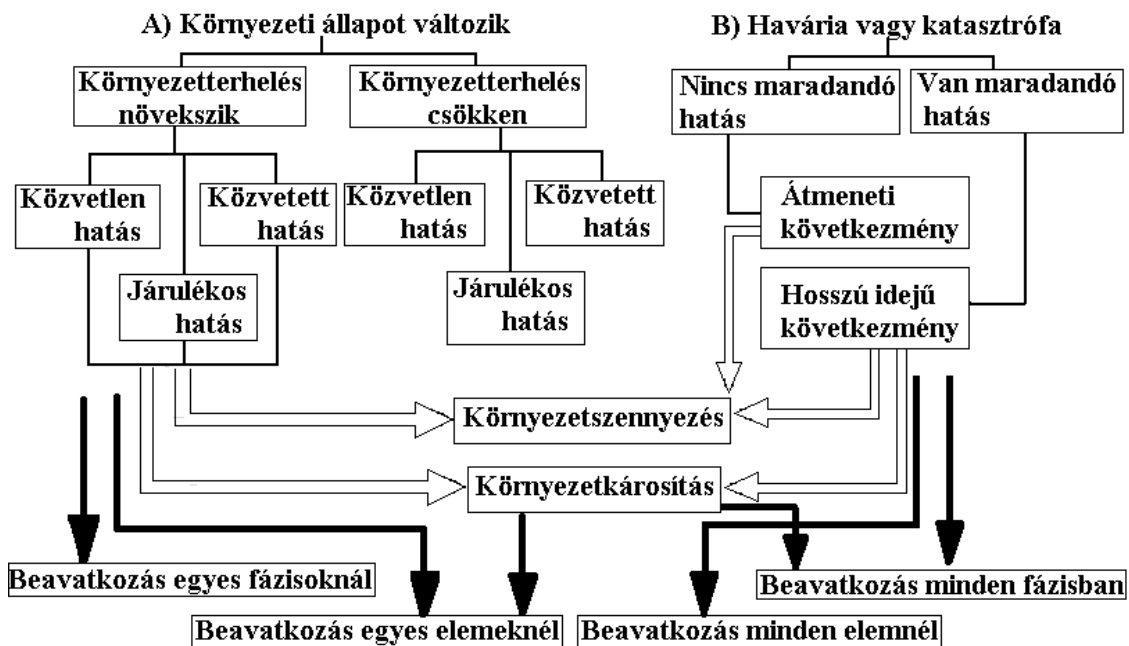 A) Környezeti állapot változik
B) Havária vagy katasztrófa
Környezetterhelés
növekszik
Környezetterhelés
csökken
Nincs maradandó
hatás
Van maradandó
hatás
Közvetlen
hatás
Közvetett
hatás
Közvetlen
hatás
Közvetett
hatás
Átmeneti
következmény
Járulékos
hatás
Járulékos
hatás
Hosszú idejű
következmény
Környezetszennyezés
Környezetkárosítás
Beavatkozás egyes fázisoknál
Beavatkozás minden fázisban
Beavatkozás egyes elemeknél
Beavatkozás minden elemnél